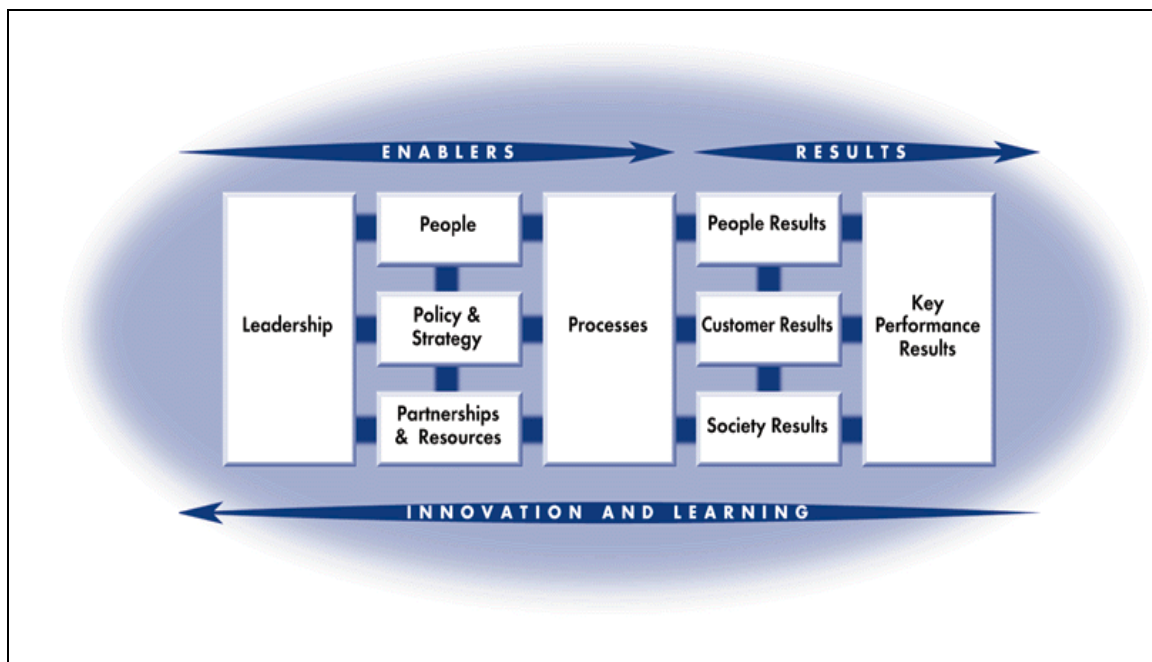 ENABLERS
RESULTS
Leadership
People
Policy &
Strategy
Partnerships
& Resources
Processes
People Results
Customer Results
Society Results
Key
Performance
Results
INNOVATION AND LEARNING